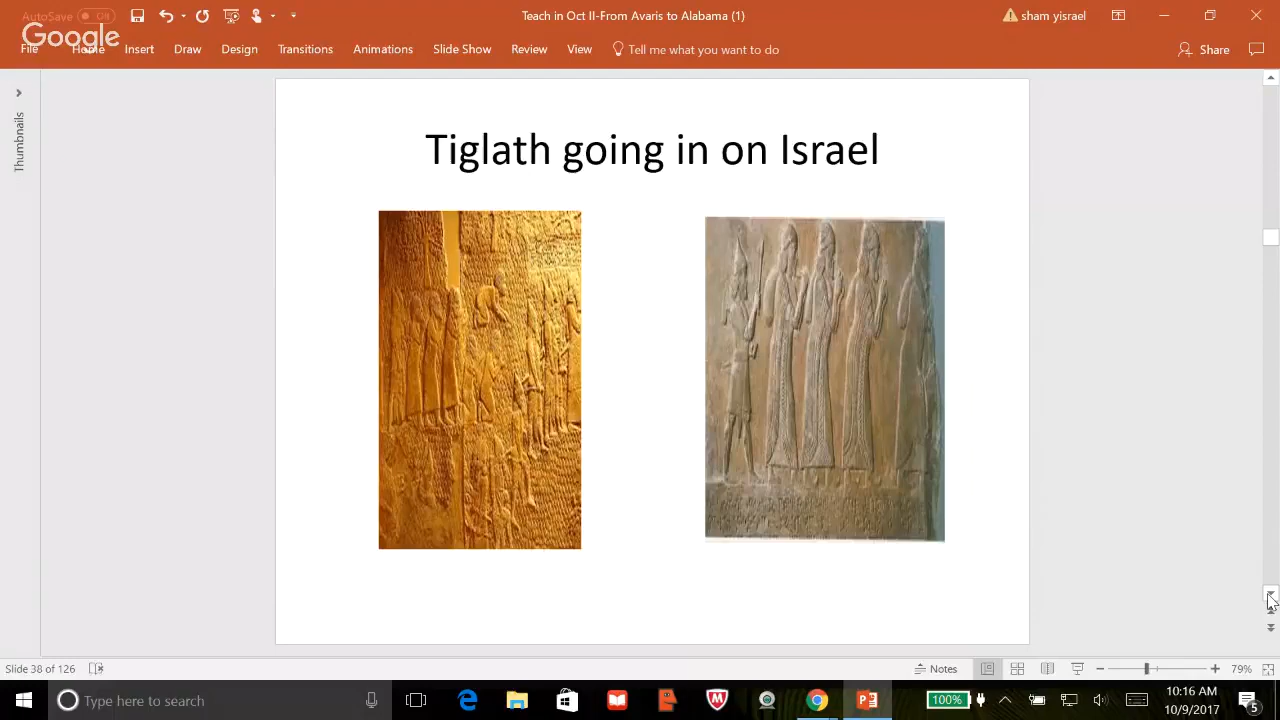 AutoSave On
Teach in Oct II-From Avaris to Alabama (1)
sham yisrael
Google
File
Home
Insert
Draw
Design
Transitions
Animations
Slide Show
Review
View
Tell me what you want to do
Share
Thumbnails
Tiglath going in on Israel
Slide 38 of 126
Notes
79%
Type here to search
100%
10:16 AM
10/9/2017
5